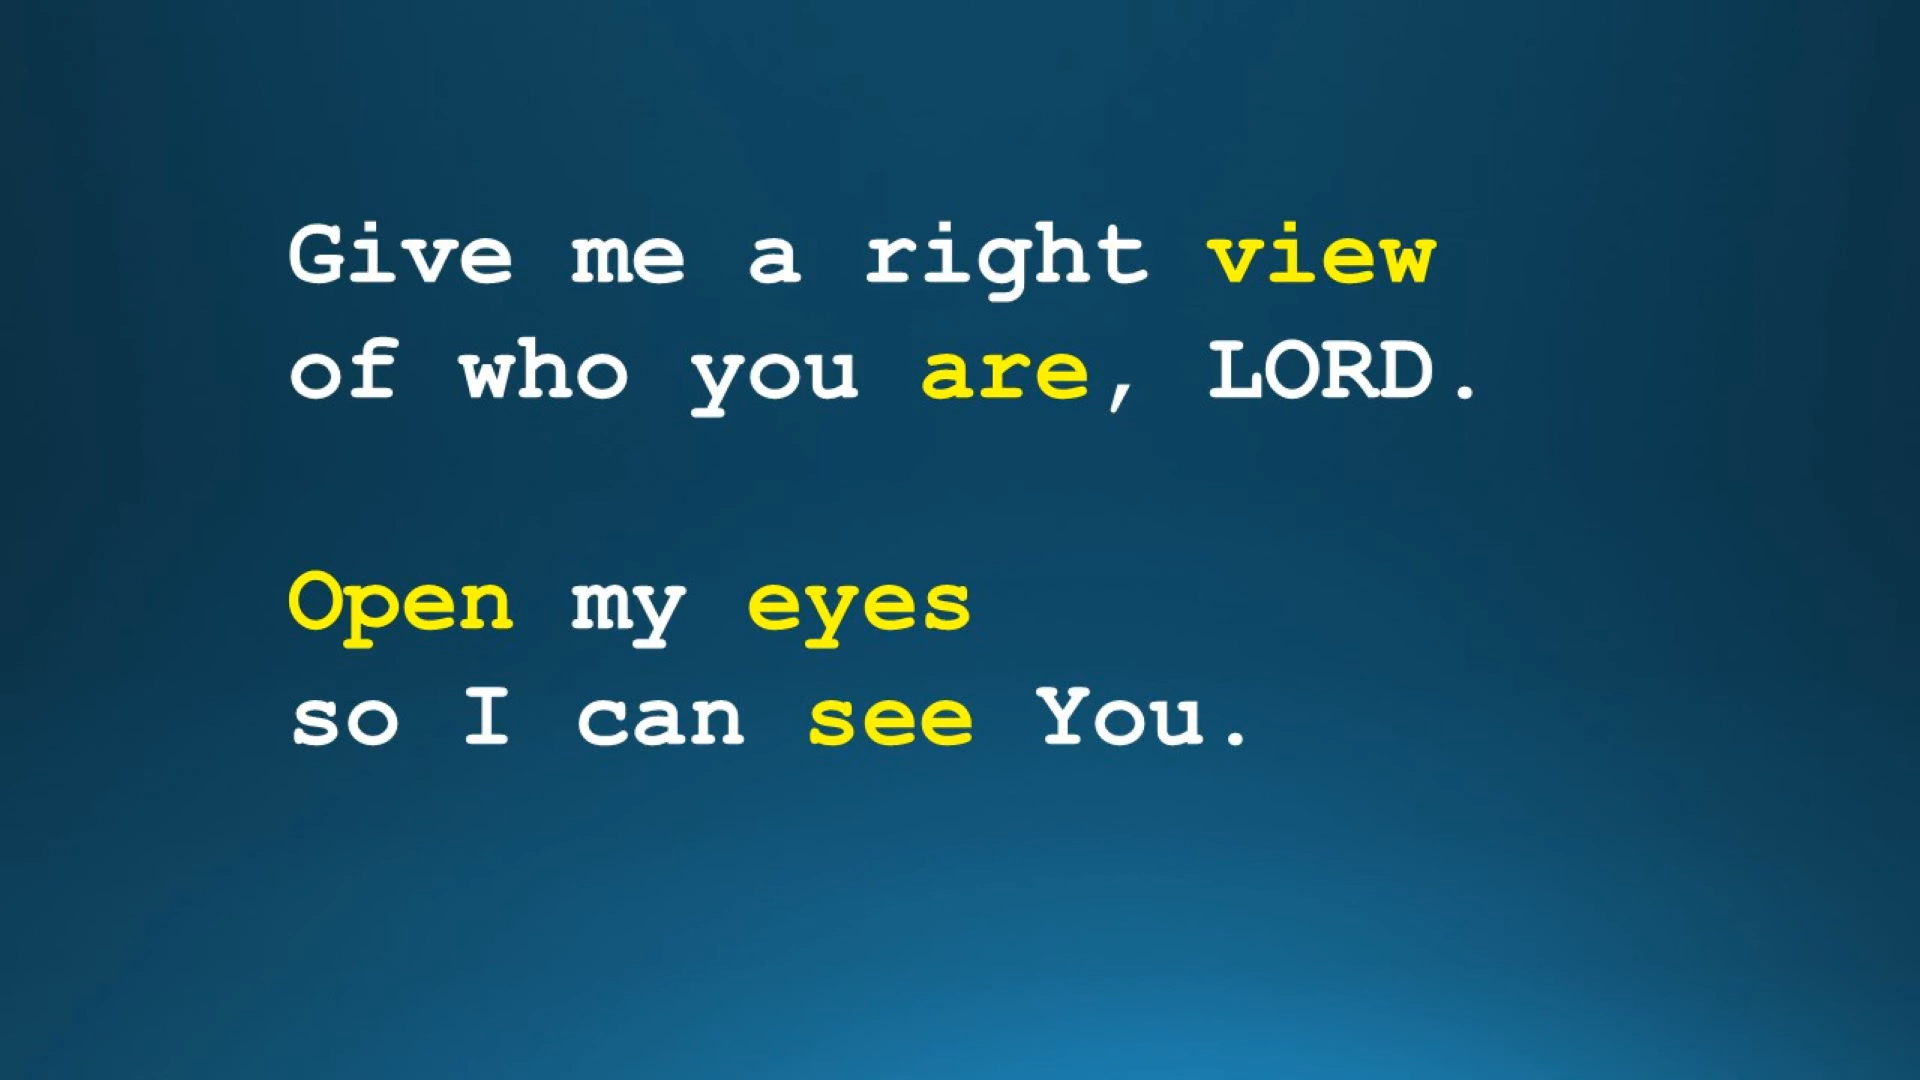 Give me a right view
of who you are, LORD.
Open my eyes
so I can see You.